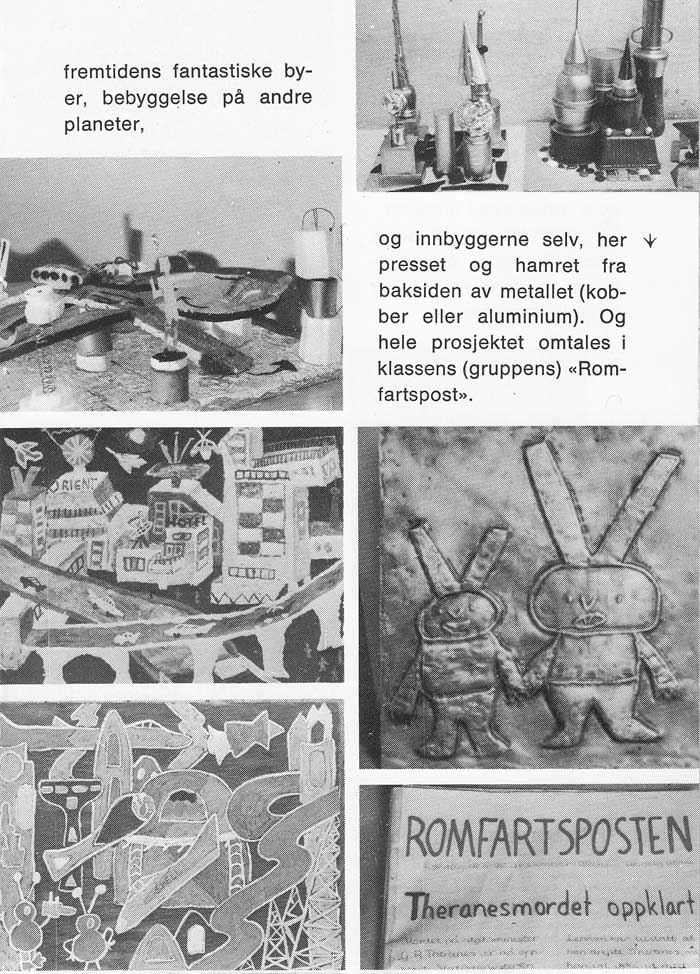 fremtidens fantastiske by-
er, bebyggelse på andre
planeter,
og innbyggerne selv, her
presset og hamret fra
baksiden av metallet (kob-
ber eller aluminium). Og
hele prosjektet omtales i
klassens (gruppens) «Rom-
fartspost».
ORIENT
HOTEL
ROMFARTSPOSTEN
Theranesmordet oppklart